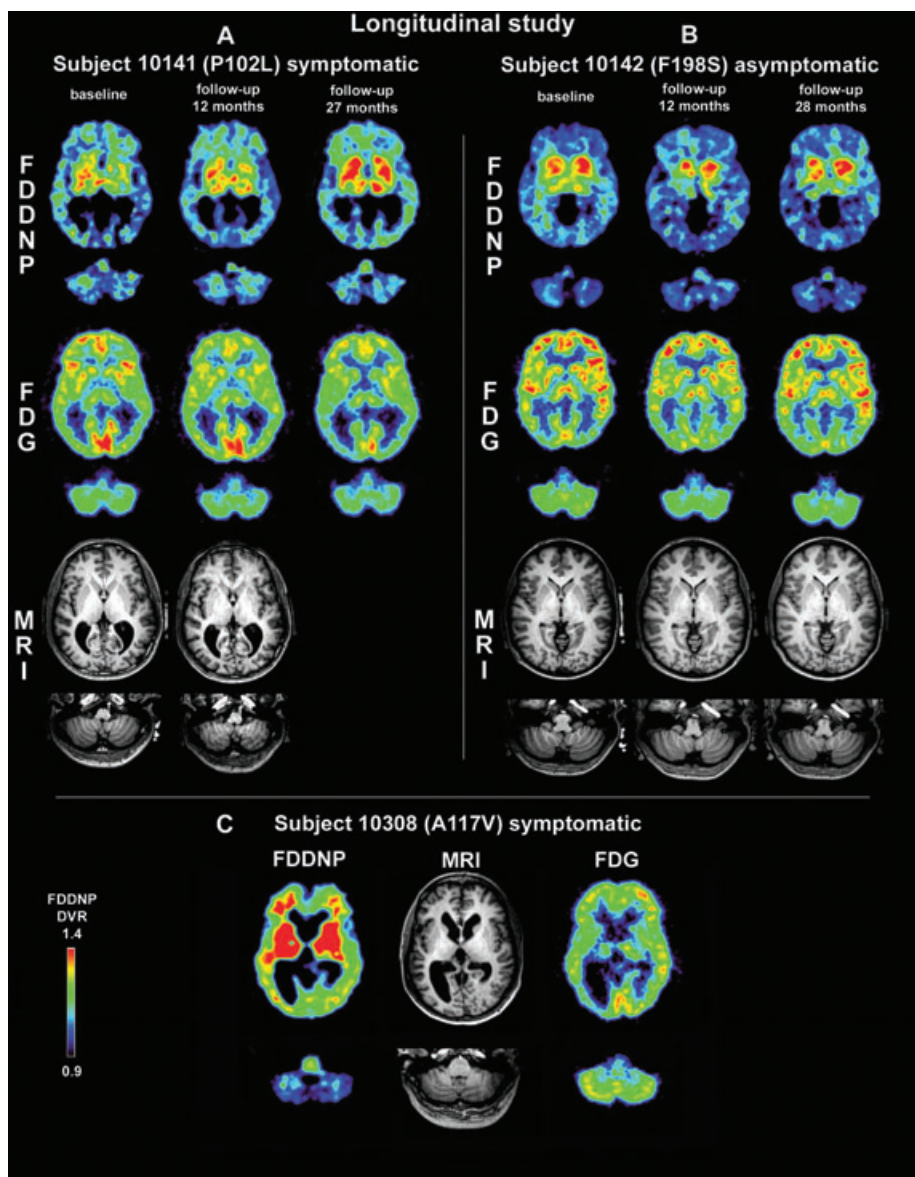 Longitudinal study
A
Subject 10141 (P102L) symptomatic
baseline
follow-up
12 months
follow-up
27 months
B
Subject 10142 (F198S) asymptomatic
baseline
follow-up
12 months
follow-up
28 months
F
D
D
N
P
F
D
D
N
P
F
D
G
F
D
G
M
R
I
M
R
I
C
Subject 10308 (A117V) symptomatic
FDDNP
MRI
FDG
FDDNP
DVR
1.4
0.9